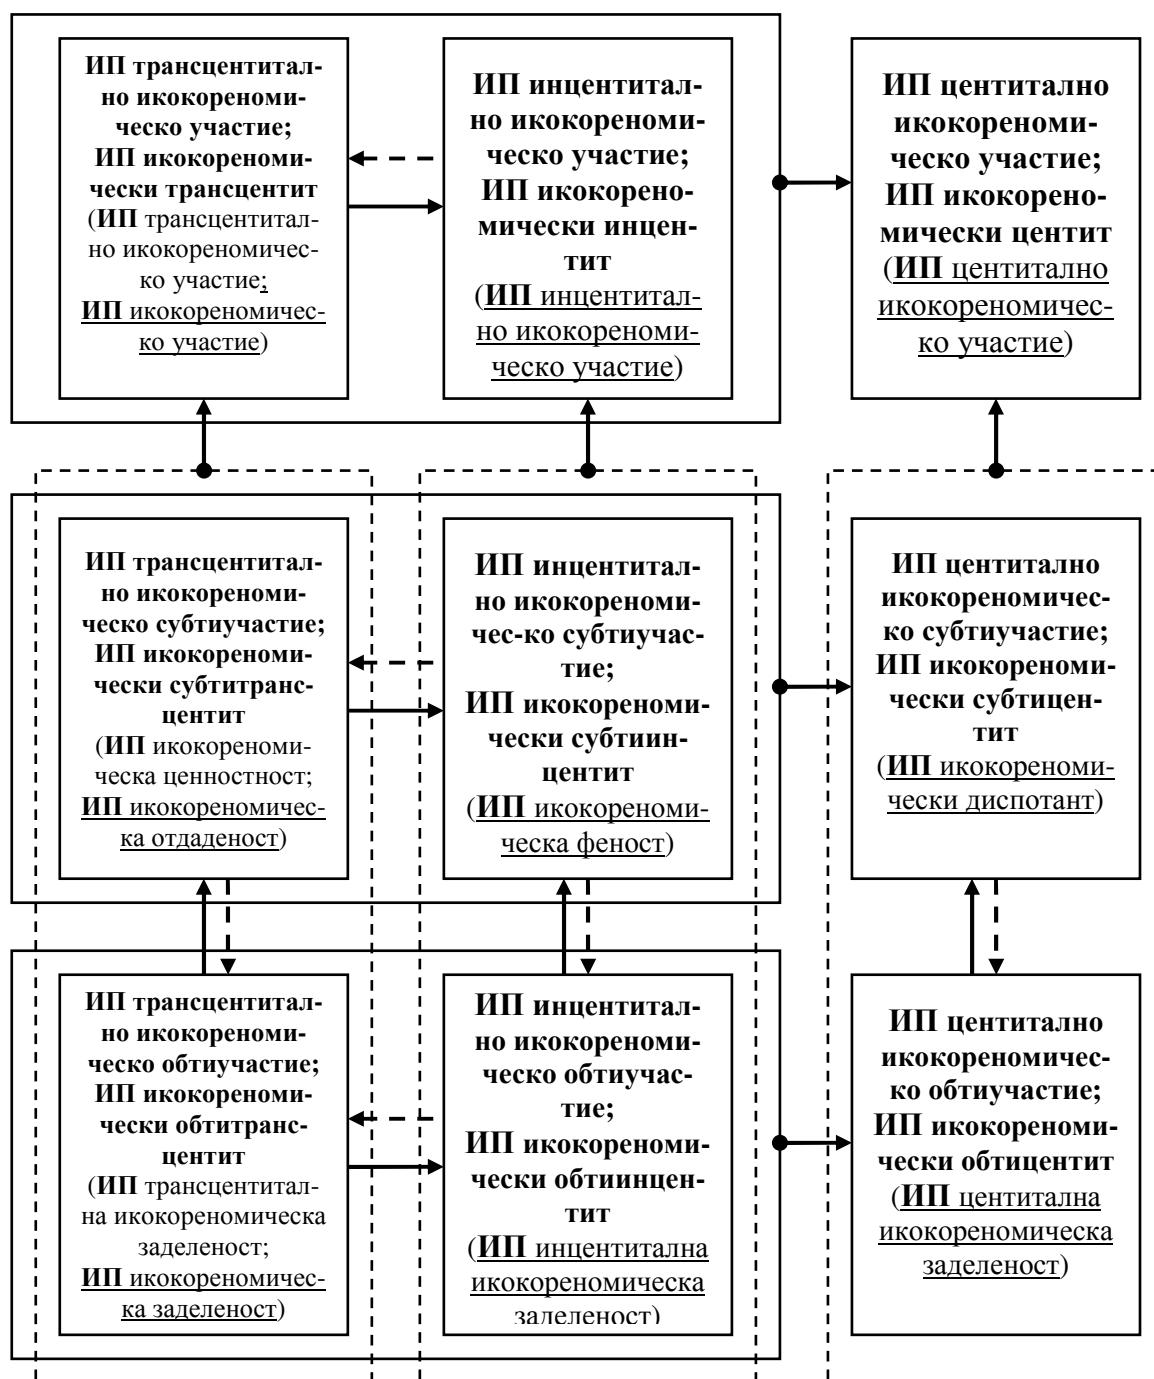 ИП трансцентитал-
но икокореноми-
ческо участие;
ИП икокореноми-
чески трансцентит
(ИП трансцентитал-
но икокореномичес-
ко участие;
ИП икокореномичес-
ко участие)
ИП инцентитал-
но икокореноми-
ческо участие;
ИП икокорено-
мически инцен-
тит
(ИП инцентитал-
но икокореноми-
ческо участие)
ИП центитално
икокореноми-
ческо участие;
ИП икокорено-
мически центит
(ИП центитално
икокореномичес-
ко участие)
ИП трансцентитал-
но икокореноми-
ческо субтиучастие;
ИП икокореноми-
чески субтитранс-
центит
(ИП икокореноми-
ческа ценностност;
ИП икокореномичес-
ка отдаденост)
ИП инцентитал-
но икокореноми-
чес-ко субтиучас-
тие;
ИП икокореноми-
чески субтиин-
центит
(ИП икокореноми-
ческа феност)
ИП центитално
икокореномичес-
ко субтиучастие;
ИП икокореноми-
чески субтицен-
тит
(ИП икокореноми-
чески диспотант)
ИП трансцентитал-
но икокореноми-
ческо обтиучастие;
ИП икокореноми-
чески обтитранс-
центит
(ИП трансцентитал-
на икокореномическа
заделеност;
ИП икокореномичес-
ка заделеност)
ИП инцентитал-
но икокореноми-
ческо обтиучас-
тие;
ИП икокореноми-
чески обтиинцен-
тит
(ИП инцентитална
икокореномическа
заделеност)
ИП центитално
икокореномичес-
ко обтиучастие;
ИП икокореноми-
чески обтицентит
(ИП центитална
икокореномическа
заделеност)